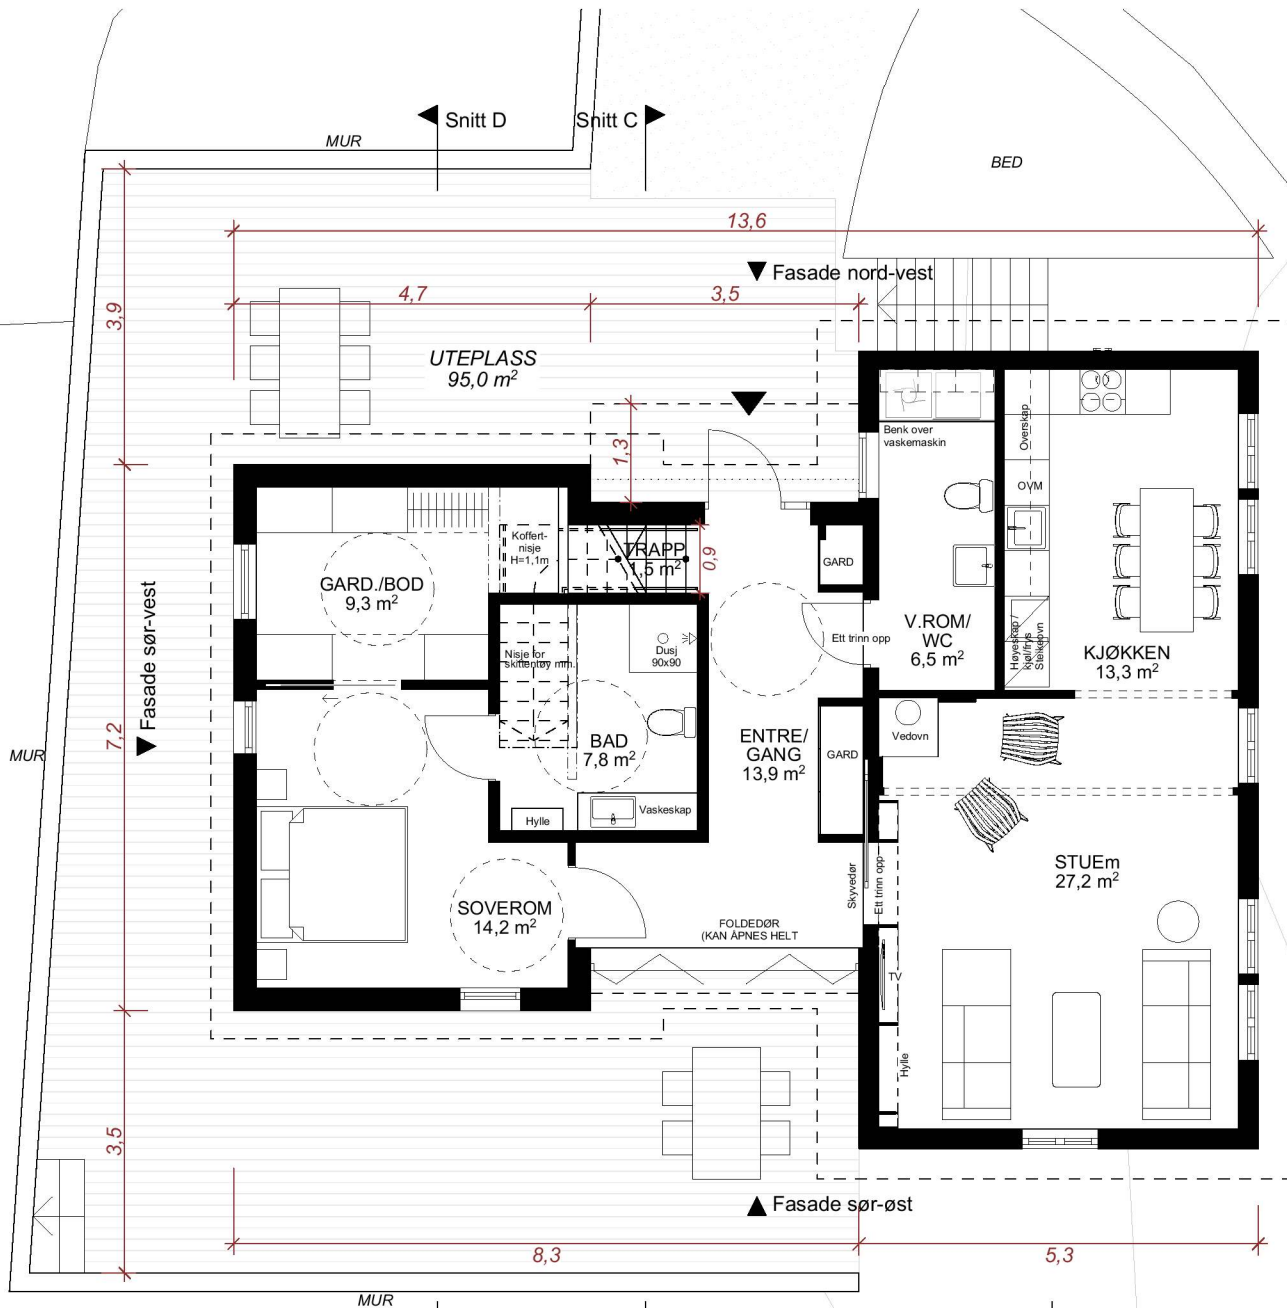 Snitt D
Snitt C
MUR
BED
13,6
Fasade nord-vest
4,7
3,5
3,9
UTEPLASS
95,0 m²
1,3
Benk over
vaskemaskin
Overskap
OVM
Koffert-
nisje
H=1,1m
TRAPP
1,5 m²
0,9
GARD
GARD./BOD
9,3 m²
Fasade sør-vest
Ett trinn opp
V.ROM/
WC
6,5 m²
Høyeskap /
kjøl/frys
Steikeovn
KJØKKEN
13,3 m²
Nisje for
skittentøy mm.
Dusj
90x90
7,2
MUR
BAD
7,8 m²
ENTRE/
GANG
13,9 m²
GARD
Vedovn
Hylle
Vaskeskap
STUEm
27,2 m²
Skyvedør
Ett trinn opp
SOVEROM
14,2 m²
FOLDEDØR
(KAN ÅPNES HELT
TV
Hylle
3,5
Fasade sør-øst
8,3
5,3
MUR